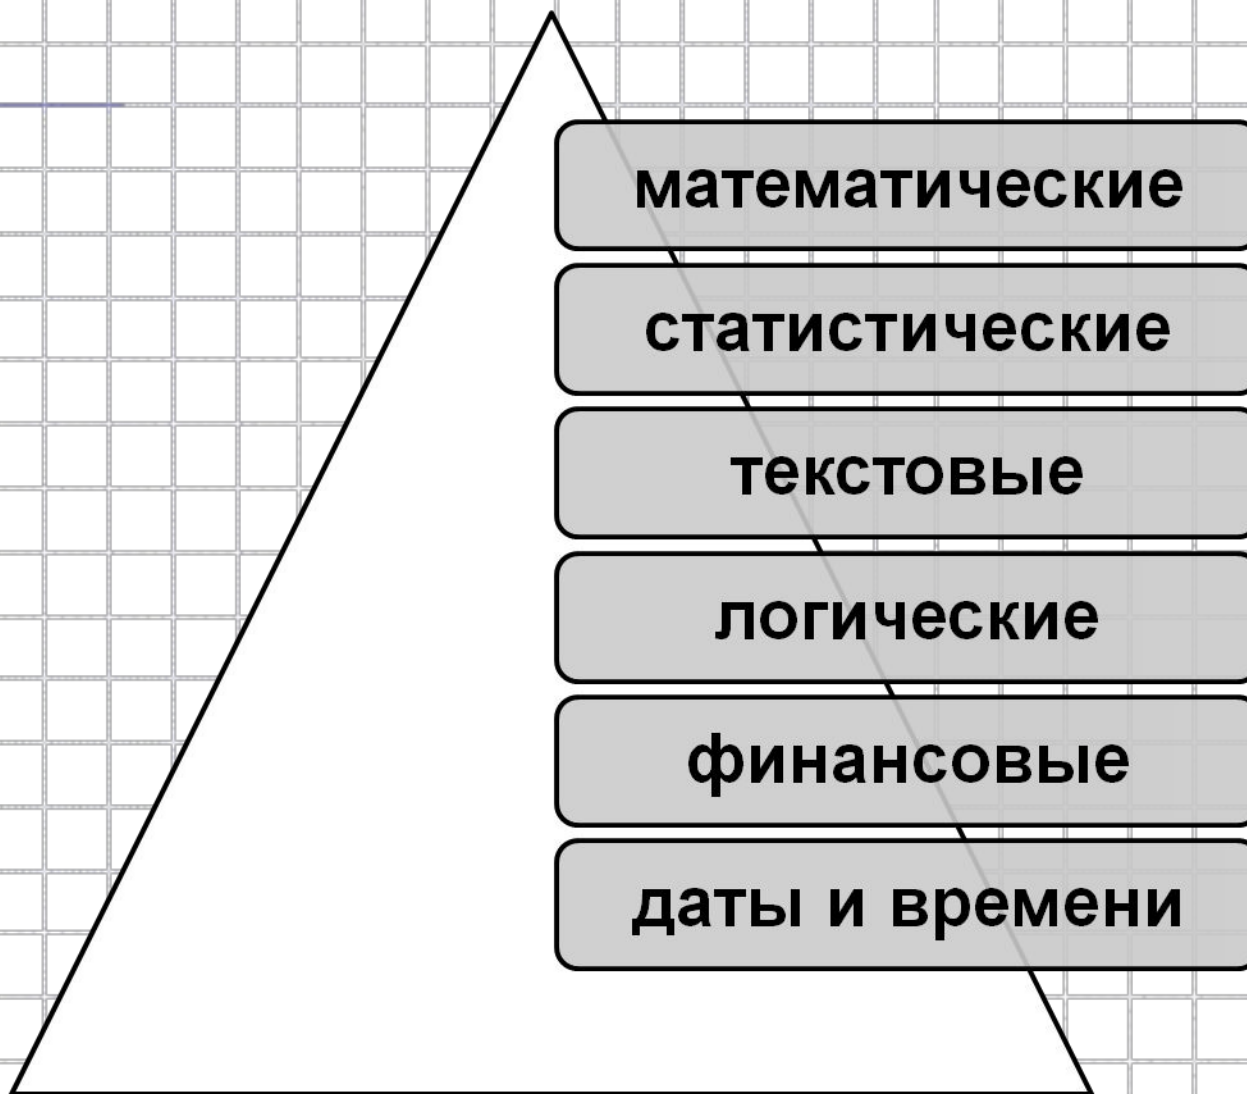 математические
статистические
текстовые
логические
финансовые
даты и времени